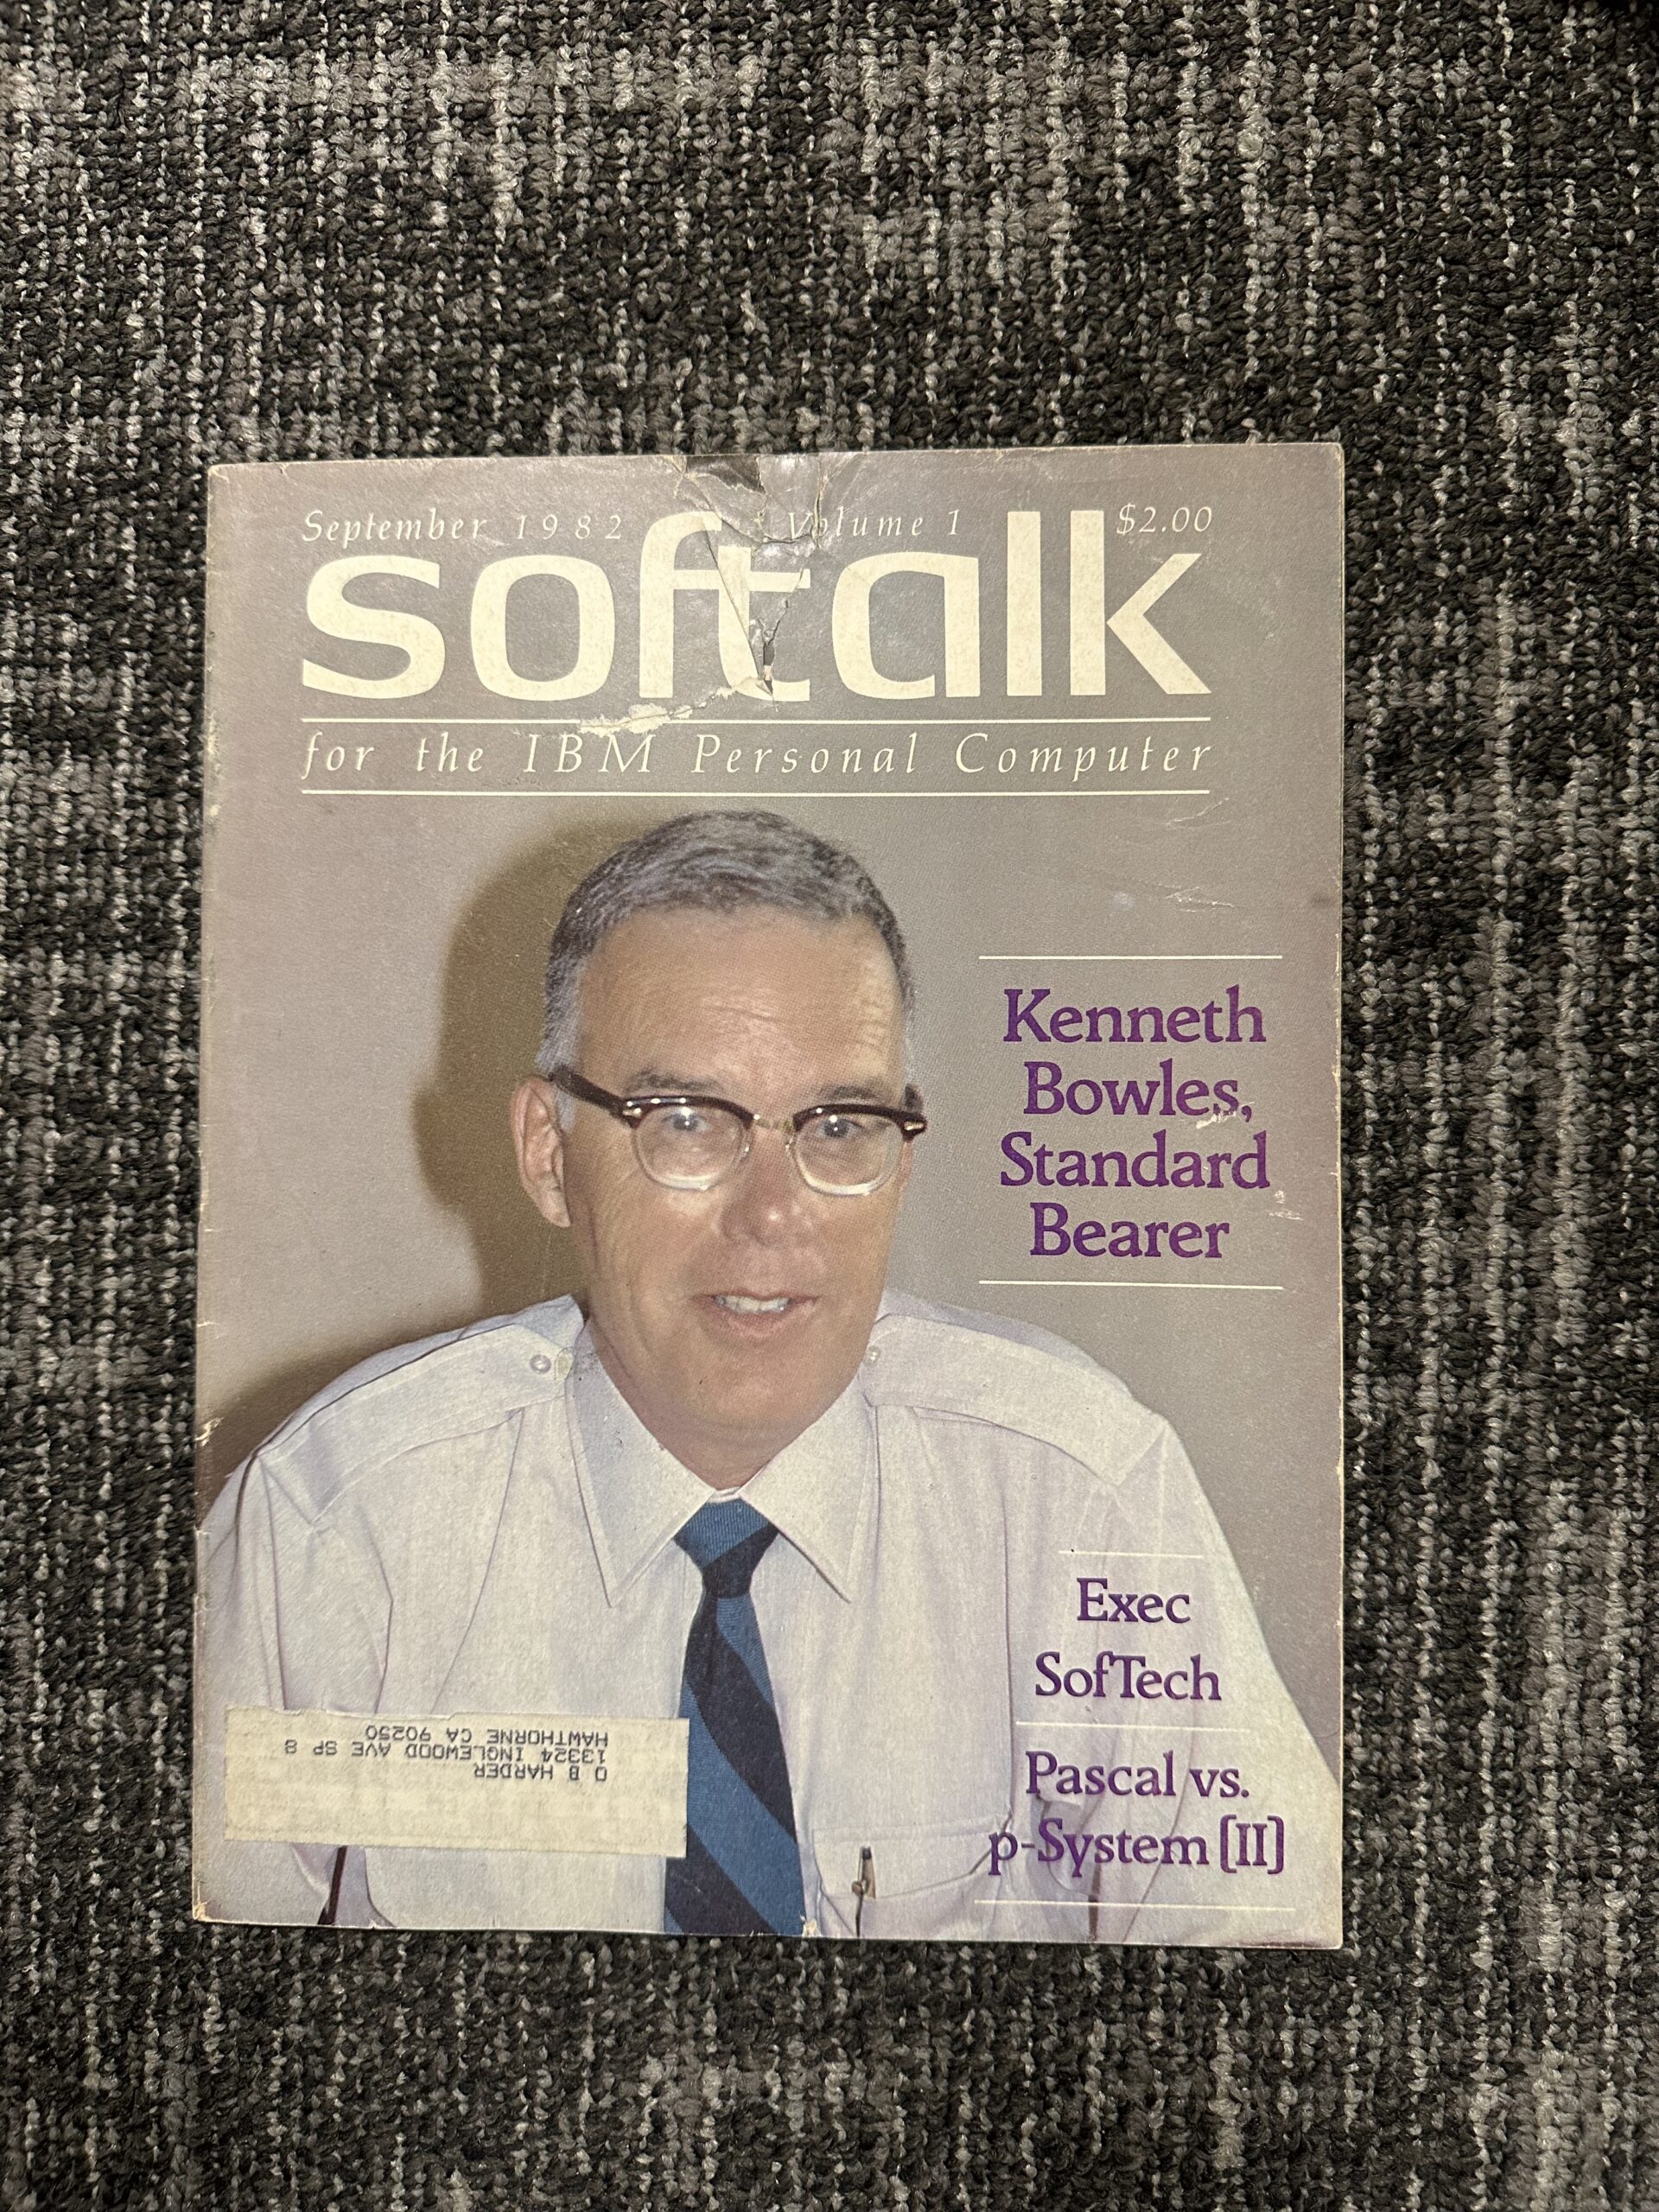 September 1982 Volume 1 $2.00
softalk
for the IBM Personal Computer
Kenneth
Bowles,
Standard
Bearer
Exec
SofTech
Pascal vs.
p-System (II)
O B HARDER
13324 INGLEWOOD AVE SP 8
HAWTHORNE CA 90250